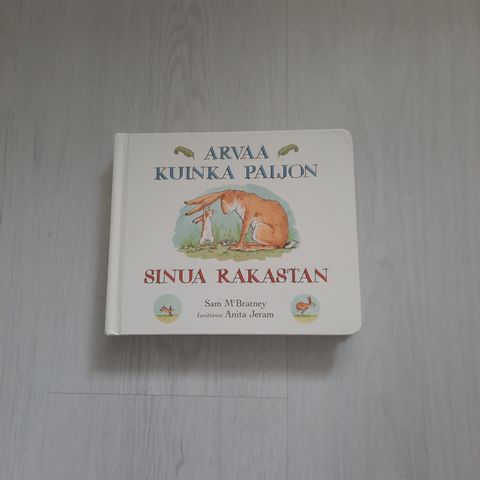 ARVAA
KUINKA PALJON
SINUA RAKASTAN
Sam McBratney
kuvittanut Anita Jeram